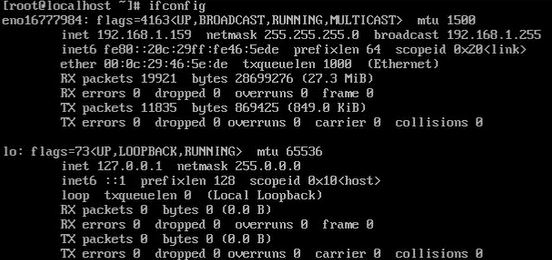 [root@localhost ~]# ifconfig
eno16777984: flags=4163<UP,BROADCAST,RUNNING,MULTICAST>  mtu 1500
        inet 192.168.1.159  netmask 255.255.255.0  broadcast 192.168.1.255
        inet6 fe80::20c:29ff:fe46:5ede  prefixlen 64  scopeid 0x20<link>
        ether 00:0c:29:46:5e:de  txqueuelen 1000  (Ethernet)
        RX packets 19921  bytes 28699276 (27.3 MiB)
        RX errors 0  dropped 0  overruns 0  frame 0
        TX packets 11835  bytes 869425 (849.0 KiB)
        TX errors 0  dropped 0 overruns 0  carrier 0  collisions 0
lo: flags=73<UP,LOOPBACK,RUNNING>  mtu 65536
        inet 127.0.0.1  netmask 255.0.0.0
        inet6 ::1  prefixlen 128  scopeid 0x10<host>
        loop  txqueuelen 0  (Local Loopback)
        RX packets 0  bytes 0 (0.0 B)
        RX errors 0  dropped 0  overruns 0  frame 0
        TX packets 0  bytes 0 (0.0 B)
        TX errors 0  dropped 0 overruns 0  carrier 0  collisions 0